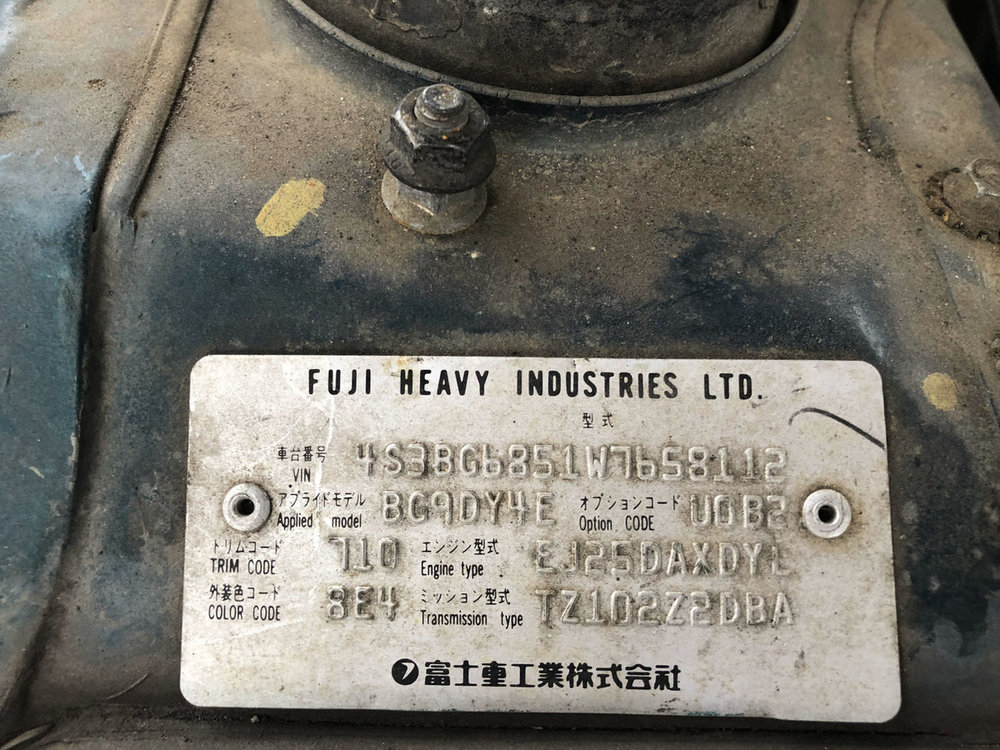 FUJI HEAVY INDUSTRIES LTD.
型式
車台番号 VIN 4S3BG6851W7658112
アプライドモデル Applied model BG9DY4E オプションコード Option CODE U0B2
トリムコード TRIM CODE 710 エンジン型式 Engine type EJ25DAXDYL
外装色コード COLOR CODE 8E4 ミッション型式 Transmission type TZ102Z2DBA
富士重工業株式会社